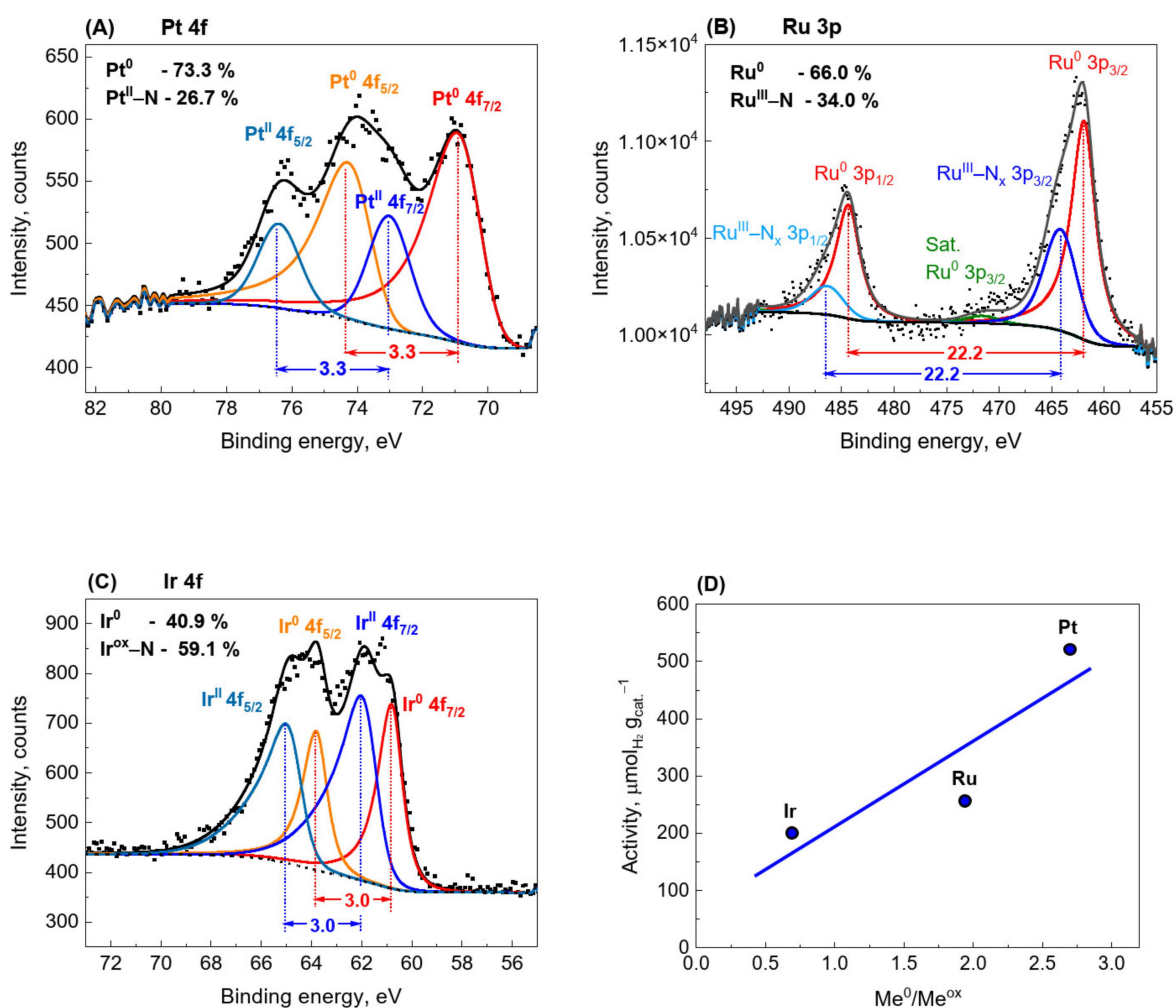 (A) Pt 4f
Pt⁰ - 73.3 %
Ptᴵᴵ–N - 26.7 %
Pt⁰ 4f₅/₂
Pt⁰ 4f₇/₂
Ptᴵᴵ 4f₅/₂
Ptᴵᴵ 4f₇/₂
3.3
3.3
650
600
550
500
450
400
Intensity, counts
82 80 78 76 74 72 70
Binding energy, eV
(B) Ru 3p
Ru⁰ - 66.0 %
Ruᴵᴵᴵ–N - 34.0 %
Ru⁰ 3p₃/₂
Ru⁰ 3p₁/₂
Ruᴵᴵᴵ–Nₓ 3p₃/₂
Ruᴵᴵᴵ–Nₓ 3p₁/₂
Sat.
Ru⁰ 3p₃/₂
22.2
22.2
1.15×10⁴
1.10×10⁴
1.05×10⁴
1.00×10⁴
Intensity, counts
495 490 485 480 475 470 465 460 455
Binding energy, eV
(C) Ir 4f
Ir⁰ - 40.9 %
Irᵒˣ–N - 59.1 %
Ir⁰ 4f₅/₂
Irᴵᴵ 4f₇/₂
Irᴵᴵ 4f₅/₂
Ir⁰ 4f₇/₂
3.0
3.0
900
800
700
600
500
400
300
Intensity, counts
72 70 68 66 64 62 60 58 56
Binding energy, eV
(D)
Pt
Ru
Ir
600
500
400
300
200
100
0
Activity, μmol H₂ g cat.⁻¹
0.0 0.5 1.0 1.5 2.0 2.5 3.0
Me⁰/Meᵒˣ